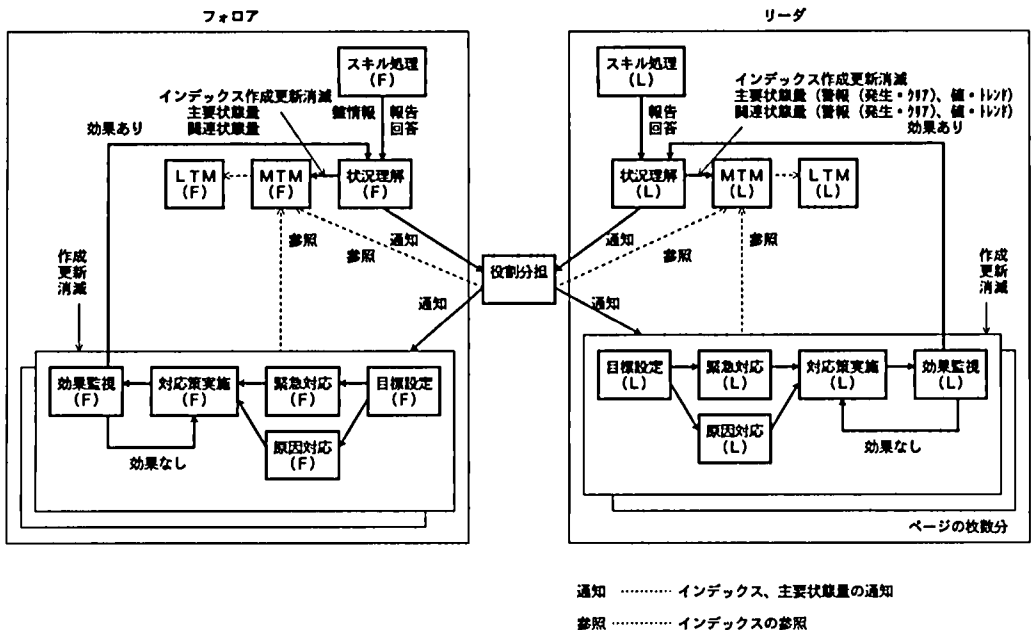 フォロア
スキル処理
(F)
インデックス作成更新消滅
主要状態量
関連状態量
盤情報
報告
回答
効果あり
LTM
(F)
MTM
(F)
状況理解
(F)
参照
参照
通知
作成
更新
消滅
通知
効果監視
(F)
対応策実施
(F)
緊急対応
(F)
目標設定
(F)
原因対応
(F)
効果なし
役割分担
リーダ
スキル処理
(L)
報告
回答
インデックス作成更新消滅
主要状態量 (警報 (発生・クリア)、値・トレンド)
関連状態量 (警報 (発生・クリア)、値・トレンド)
効果あり
状況理解
(L)
MTM
(L)
LTM
(L)
通知
参照
参照
通知
作成
更新
消滅
目標設定
(L)
緊急対応
(L)
対応策実施
(L)
効果監視
(L)
原因対応
(L)
効果なし
ページの枚数分
通知 ……… インデックス、主要状態量の通知
参照 ……… インデックスの参照